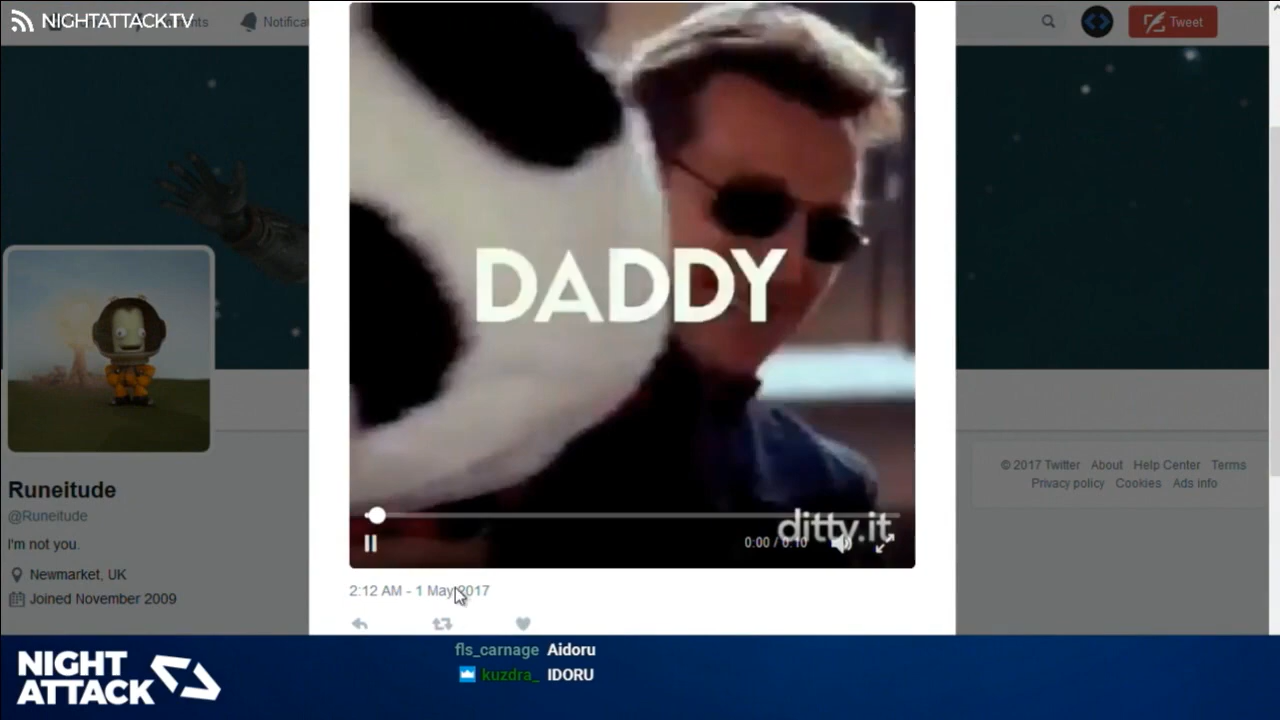 NIGHTATTACK.TV
Notifica
Tweet
DADDY
ditty.it
0:00 / 0:10
2:12 AM - 1 May 2017
Runeitude
@Runeitude
I'm not you.
Newmarket, UK
Joined November 2009
© 2017 Twitter About Help Center Terms
Privacy policy Cookies Ads info
NIGHT
ATTACK
fls_carnage Aidoru
kuzdra_ IDORU